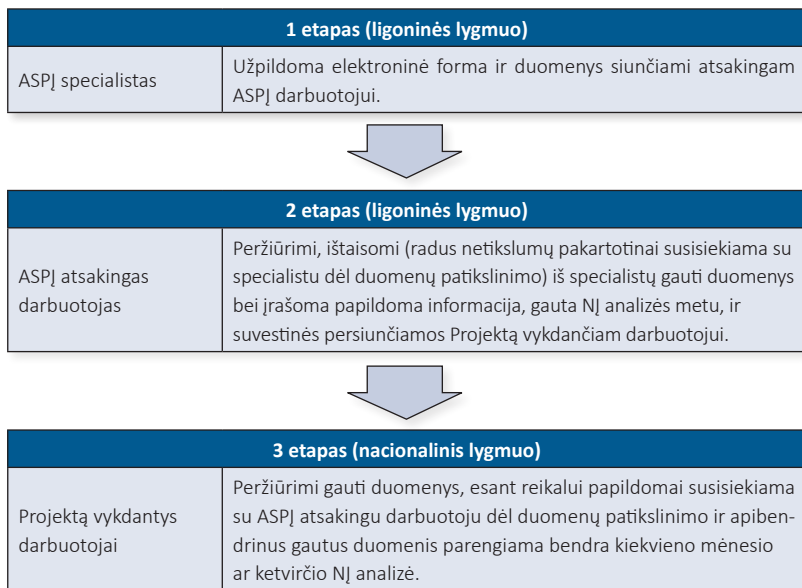 1 etapas (ligoninės lygmuo)
ASPĮ specialistas
Užpildoma elektroninė forma ir duomenys siunčiami atsakingam
ASPĮ darbuotojui.
2 etapas (ligoninės lygmuo)
ASPĮ atsakingas
darbuotojas
Peržiūrimi, ištaisomi (radus netikslumų pakartotinai susisiekiama su
specialistu dėl duomenų patikslinimo) iš specialistų gauti duomenys
bei įrašoma papildoma informacija, gauta NĮ analizės metu, ir
suvestinės persiunčiamos Projektą vykdančiam darbuotojui.
3 etapas (nacionalinis lygmuo)
Projektą vykdantys
darbuotojai
Peržiūrimi gauti duomenys, esant reikalui papildomai susisiekiama
su ASPĮ atsakingu darbuotoju dėl duomenų patikslinimo ir apiben-
drinus gautus duomenis parengiama bendra kiekvieno mėnesio
ar ketvirčio NĮ analizė.